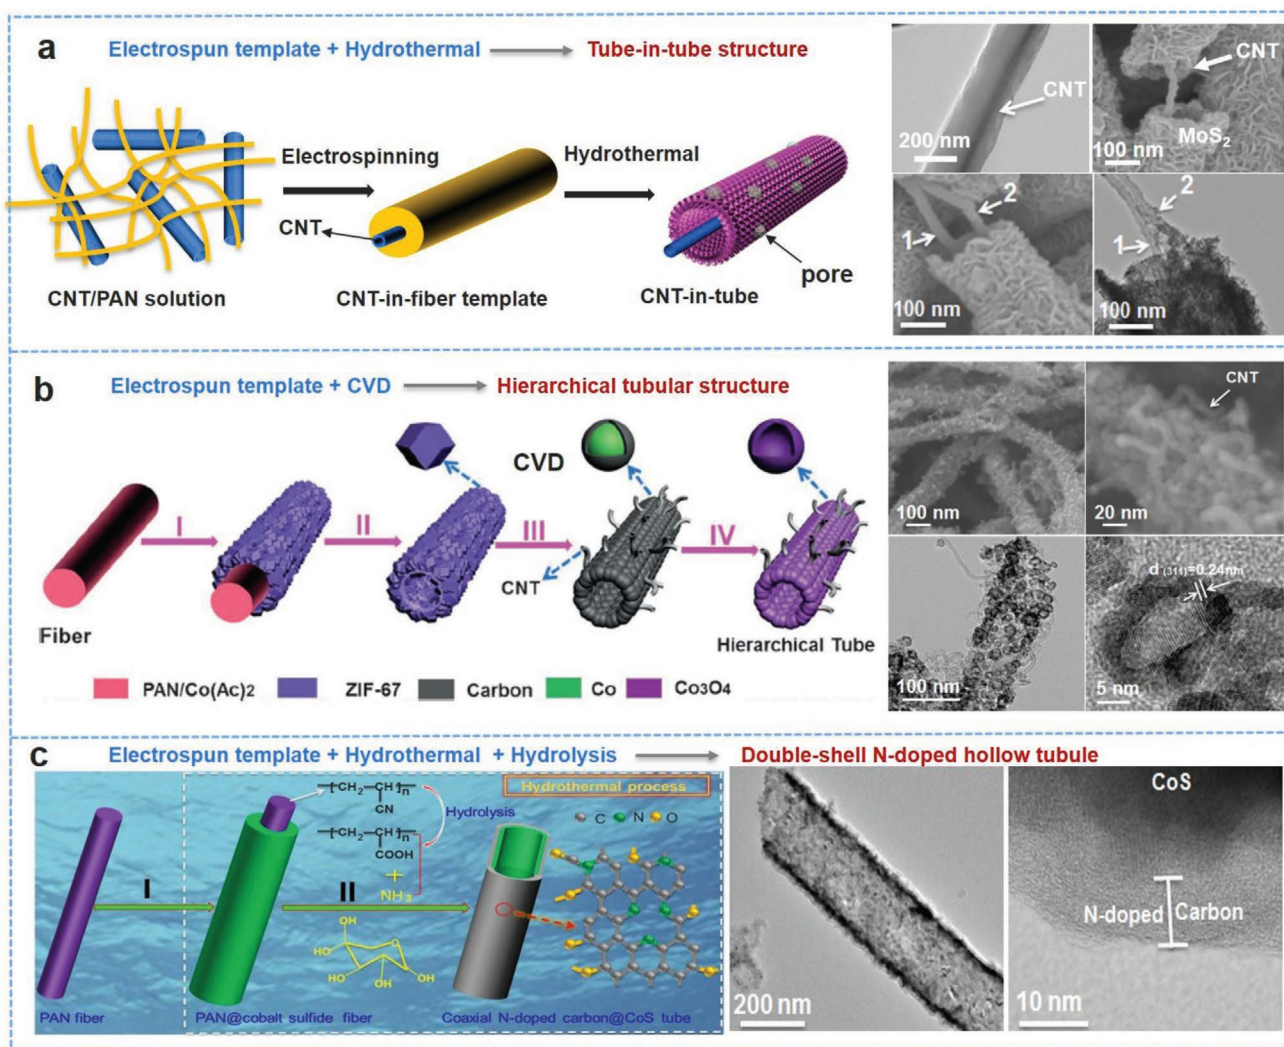 a
Electrospun template + Hydrothermal
Tube-in-tube structure
Electrospinning
Hydrothermal
CNT
pore
CNT/PAN solution
CNT-in-fiber template
CNT-in-tube
CNT
200 nm
CNT
MoS2
100 nm
1
2
100 nm
2
1
100 nm
b
Electrospun template + CVD
Hierarchical tubular structure
CVD
I
II
III
IV
CNT
Fiber
Hierarchical Tube
PAN/Co(Ac)2
ZIF-67
Carbon
Co
Co3O4
100 nm
CNT
20 nm
100 nm
d (311)=0.24nm
5 nm
c
Electrospun template + Hydrothermal + Hydrolysis
Double-shell N-doped hollow tubule
Hydrothermal process
[CH2—CH]n
CN
Hydrolysis
[CH2—CH]n
COOH
+
NH3
C N O
I
II
OH
OH
O
HO
HO
OH
OH
PAN fiber
PAN@cobalt sulfide fiber
Coaxial N-doped carbon@CoS tube
200 nm
CoS
N-doped Carbon
10 nm